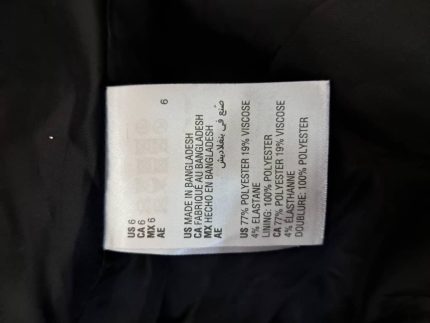 US 6
CA 6
MX 6
AE 6
US MADE IN BANGLADESH
CA FABRIQUÉ AU BANGLADESH
MX HECHO EN BANGLADESH
AE صنع في بنغلاديش
US 77% POLYESTER 19% VISCOSE
4% ELASTANE
LINING: 100% POLYESTER
CA 77% POLYESTER 19% VISCOSE
4% ÉLASTHANNE
DOUBLURE: 100% POLYESTER